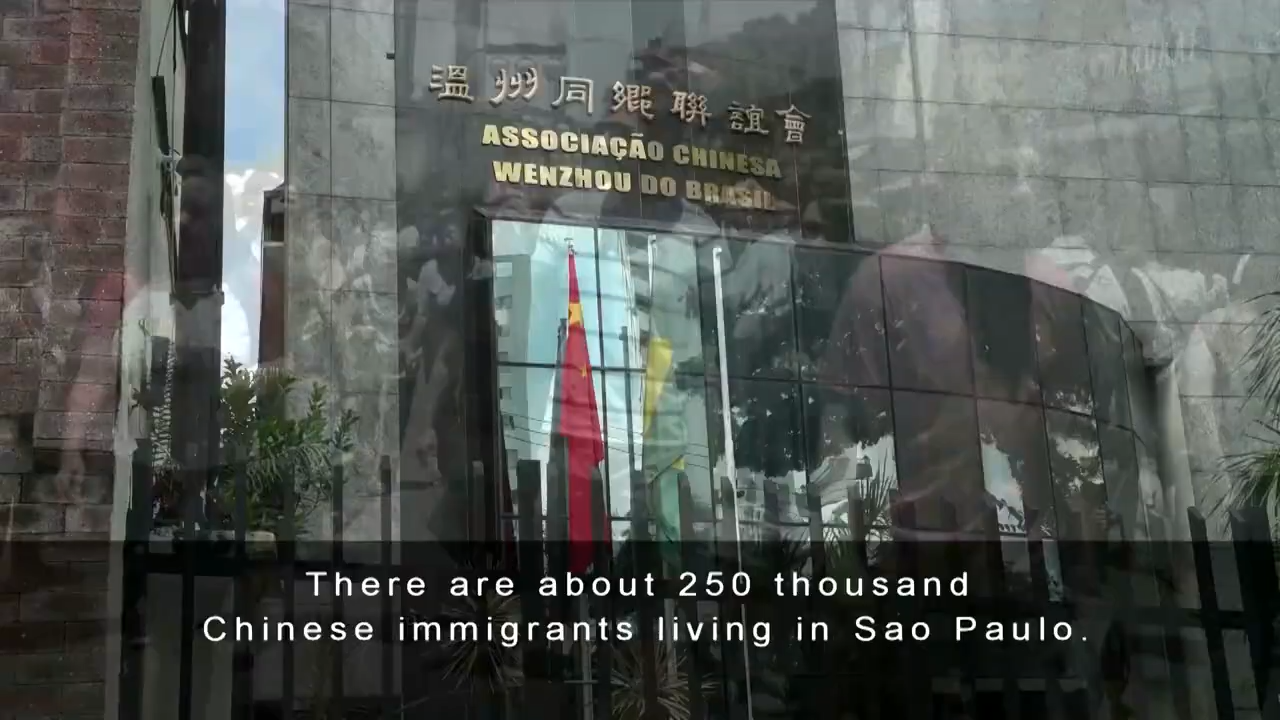 溫州同鄉聯誼會
ASSOCIAÇÃO CHINESA
WENZHOU DO BRASIL
There are about 250 thousand
Chinese immigrants living in Sao Paulo.